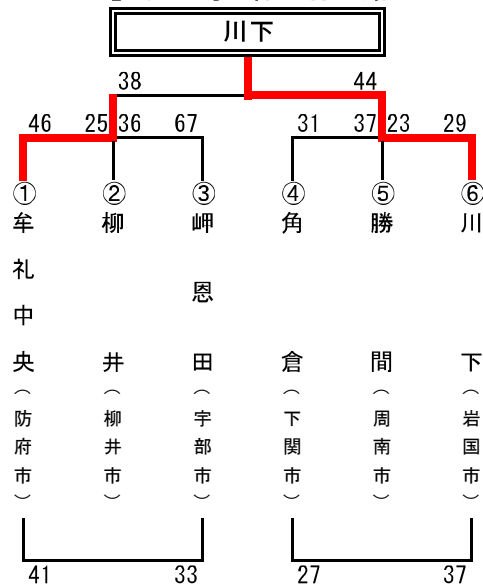 川下
38 44
46 25 36 67 31 37 23 29
① ② ③ ④ ⑤ ⑥
牟礼中央（防府市）
柳井（柳井市）
岬恩田（宇部市）
角倉（下関市）
勝間（周南市）
川下（岩国市）
41 33 27 37